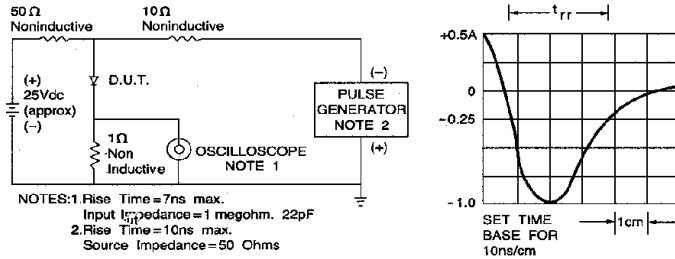 50Ω
Noninductive
10Ω
Noninductive
(+)
25Vdc
(approx)
(–)
D.U.T.
1Ω
Non
Inductive
OSCILLOSCOPE
NOTE 1
(–)
PULSE
GENERATOR
NOTE 2
(+)
NOTES:1.Rise Time=7ns max.
Input Impedance=1 megohm. 22pF
2.Rise Time=10ns max.
Source Impedance=50 Ohms
trr
+0.5A
0
-0.25
-1.0
SET TIME
BASE FOR
10ns/cm
1cm